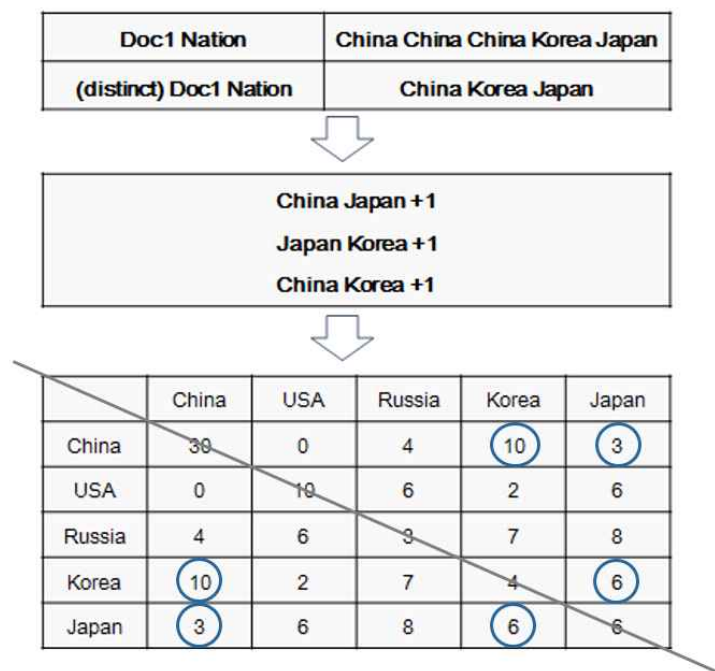 Doc1 Nation China China China Korea Japan
(distinct) Doc1 Nation China Korea Japan
China Japan +1
Japan Korea +1
China Korea +1
China USA Russia Korea Japan
China 30 0 4 10 3
USA 0 10 6 2 6
Russia 4 6 3 7 8
Korea 10 2 7 4 6
Japan 3 6 8 6 6